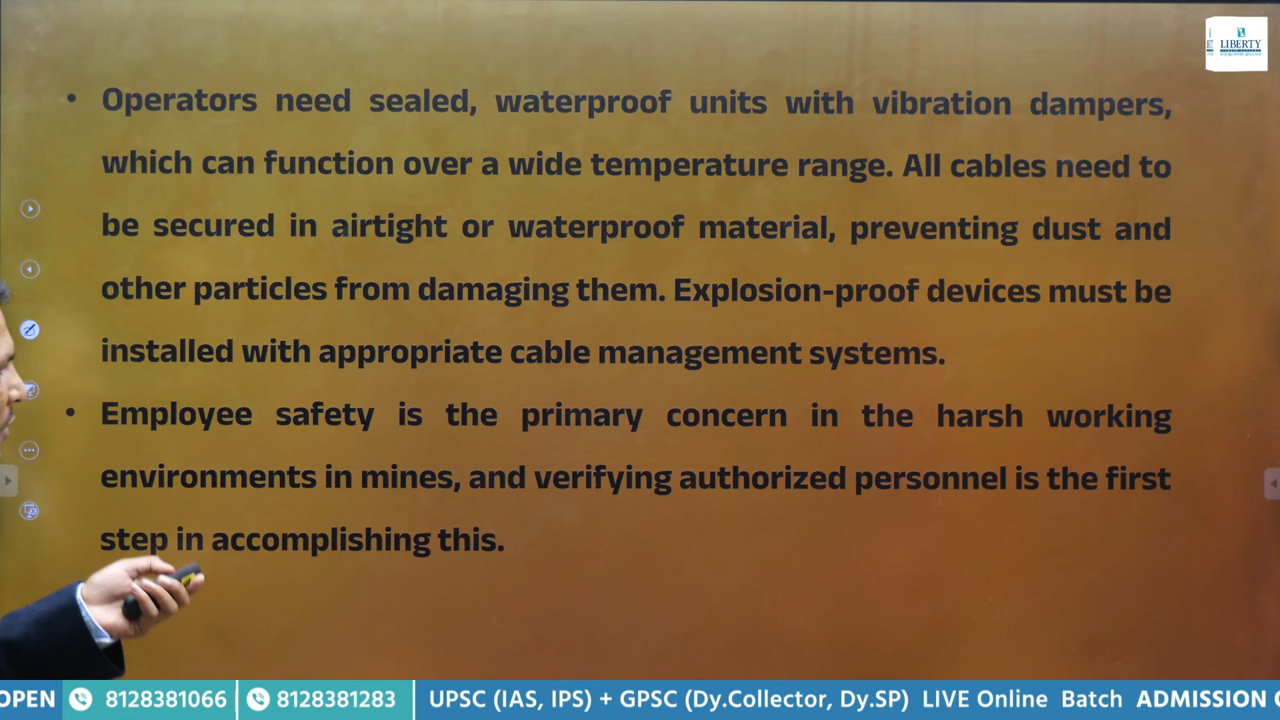 LIBERTY
• Operators need sealed, waterproof units with vibration dampers,
which can function over a wide temperature range. All cables need to
be secured in airtight or waterproof material, preventing dust and
other particles from damaging them. Explosion-proof devices must be
installed with appropriate cable management systems.
• Employee safety is the primary concern in the harsh working
environments in mines, and verifying authorized personnel is the first
step in accomplishing this.
OPEN 8128381066 8128381283 UPSC (IAS, IPS) + GPSC (Dy.Collector, Dy.SP) LIVE Online Batch ADMISSION